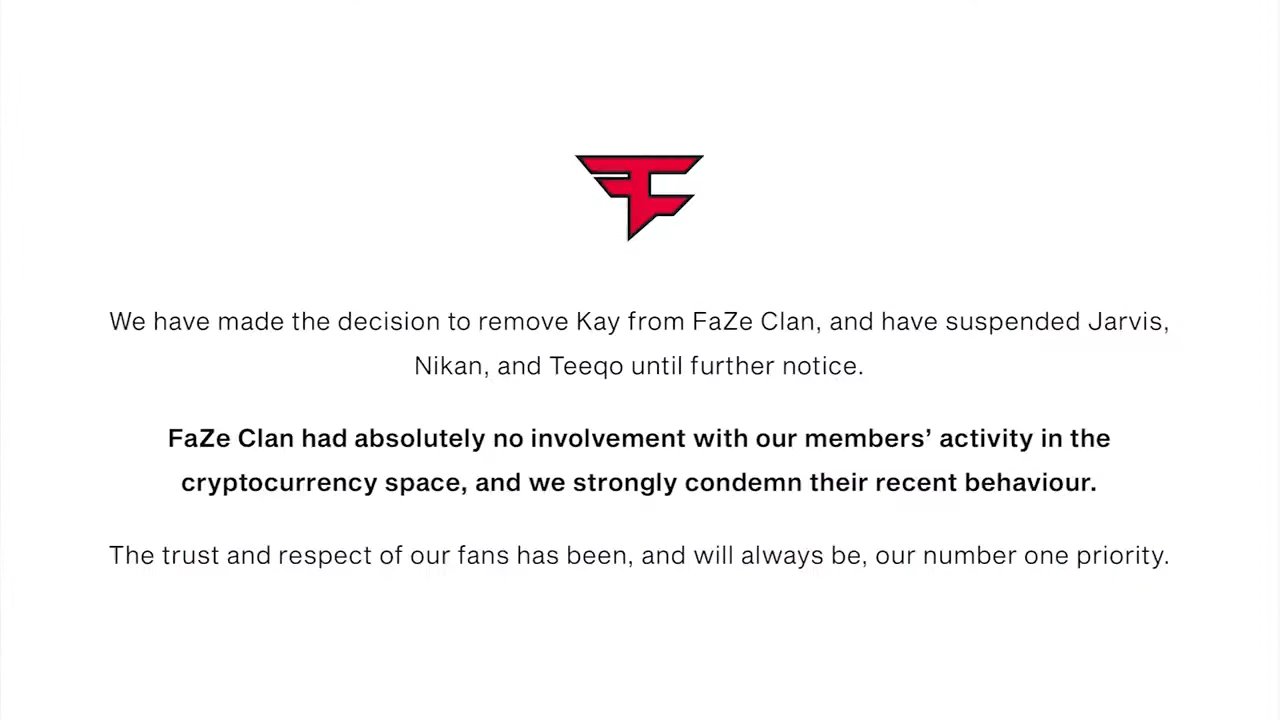 We have made the decision to remove Kay from FaZe Clan, and have suspended Jarvis,
Nikan, and Teeqo until further notice.
FaZe Clan had absolutely no involvement with our members’ activity in the
cryptocurrency space, and we strongly condemn their recent behaviour.
The trust and respect of our fans has been, and will always be, our number one priority.